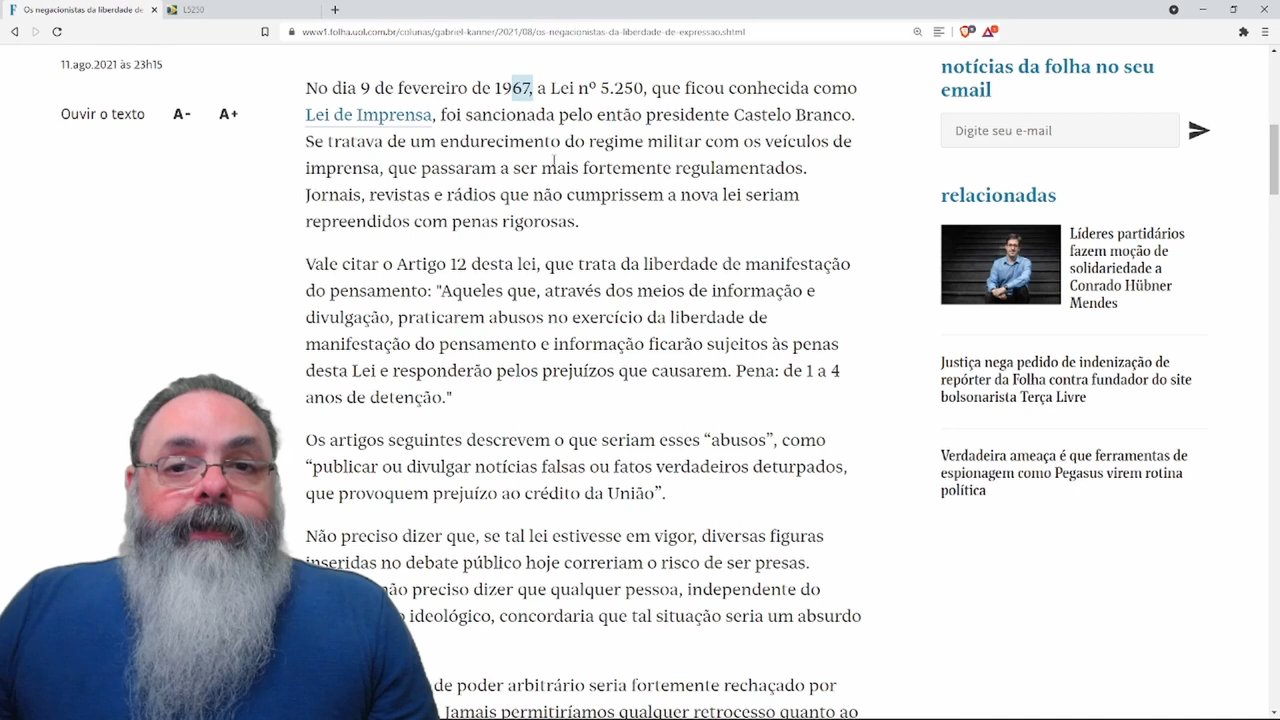 Os negacionistas da liberdade de
L5250
www1.folha.uol.com.br/colunas/gabriel-kanner/2021/08/os-negacionistas-da-liberdade-de-expressao.shtml
11.ago.2021 às 23h15
Ouvir o texto A- A+
No dia 9 de fevereiro de 1967, a Lei nº 5.250, que ficou conhecida como
Lei de Imprensa, foi sancionada pelo então presidente Castelo Branco.
Se tratava de um endurecimento do regime militar com os veículos de
imprensa, que passaram a ser mais fortemente regulamentados.
Jornais, revistas e rádios que não cumprissem a nova lei seriam
repreendidos com penas rigorosas.
Vale citar o Artigo 12 desta lei, que trata da liberdade de manifestação
do pensamento: "Aqueles que, através dos meios de informação e
divulgação, praticarem abusos no exercício da liberdade de
manifestação do pensamento e informação ficarão sujeitos às penas
desta Lei e responderão pelos prejuízos que causarem. Pena: de 1 a 4
anos de detenção."
Os artigos seguintes descrevem o que seriam esses “abusos”, como
“publicar ou divulgar notícias falsas ou fatos verdadeiros deturpados,
que provoquem prejuízo ao crédito da União”.
Não preciso dizer que, se tal lei estivesse em vigor, diversas figuras
inseridas no debate público hoje correriam o risco de ser presas.
não preciso dizer que qualquer pessoa, independente do
ideológico, concordaria que tal situação seria um absurdo
de poder arbitrário seria fortemente rechaçado por
Jamais permitiríamos qualquer retrocesso quanto ao
notícias da folha no seu
email
Digite seu e-mail
relacionadas
Líderes partidários
fazem moção de
solidariedade a
Conrado Hübner
Mendes
Justiça nega pedido de indenização de
repórter da Folha contra fundador do site
bolsonarista Terça Livre
Verdadeira ameaça é que ferramentas de
espionagem como Pegasus virem rotina
política